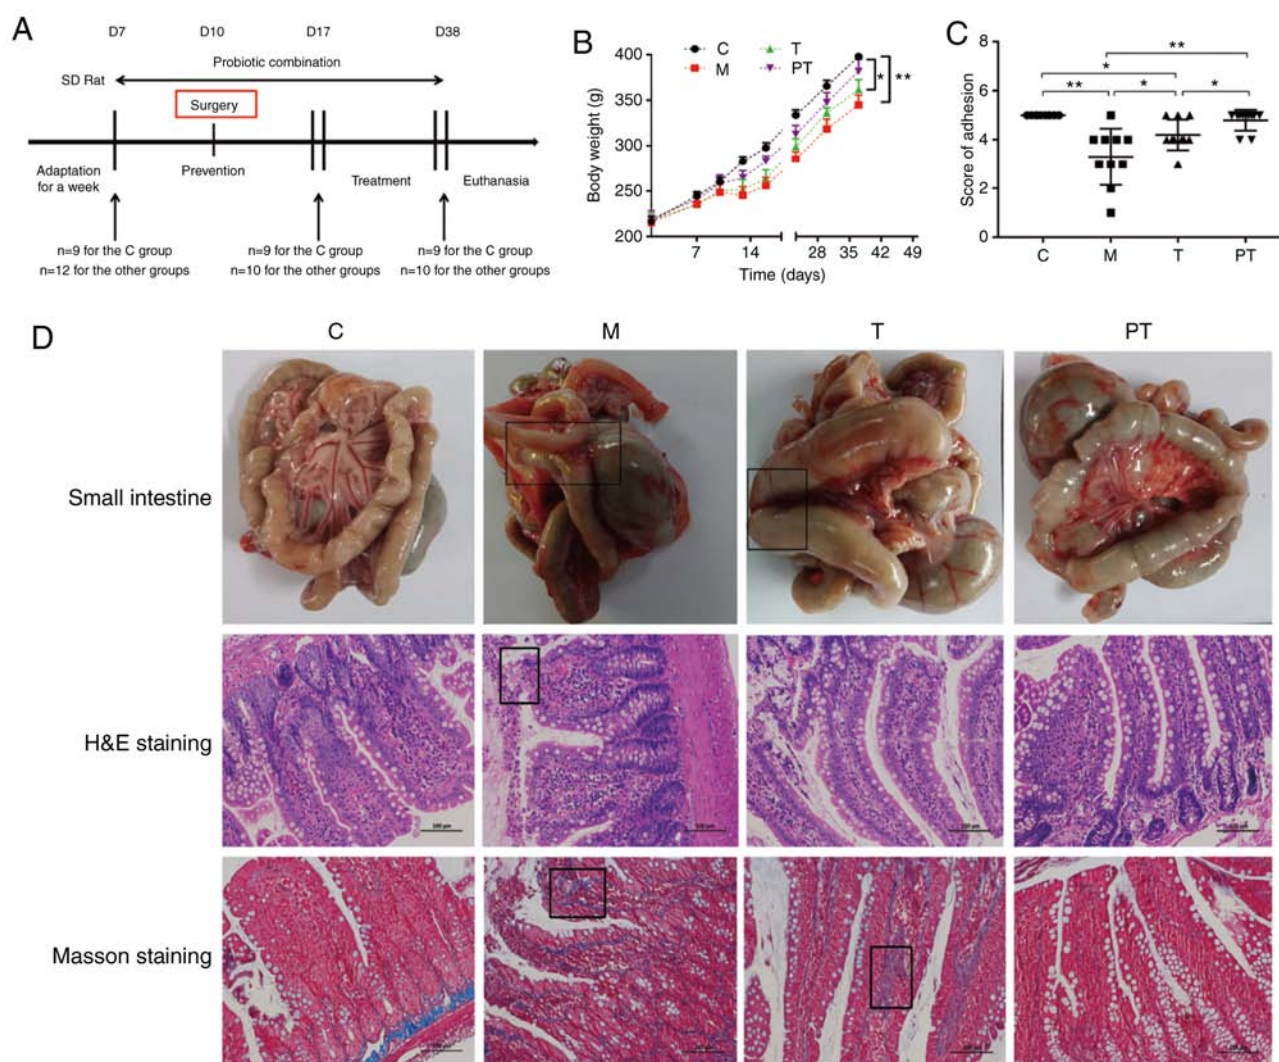 A
D7 D10 D17 D38
Probiotic combination
SD Rat
Surgery
Adaptation
for a week
Prevention
Treatment
Euthanasia
n=9 for the C group
n=12 for the other groups
n=9 for the C group
n=10 for the other groups
n=9 for the C group
n=10 for the other groups
B
C T
M PT
Body weight (g)
400
350
300
250
200
* **
7 14 28 35 42 49
Time (days)
C
Score of adhesion
8
6
4
2
0
**
*
** * *
C M T PT
D
C M T PT
Small intestine
H&E staining
100 μm
Masson staining